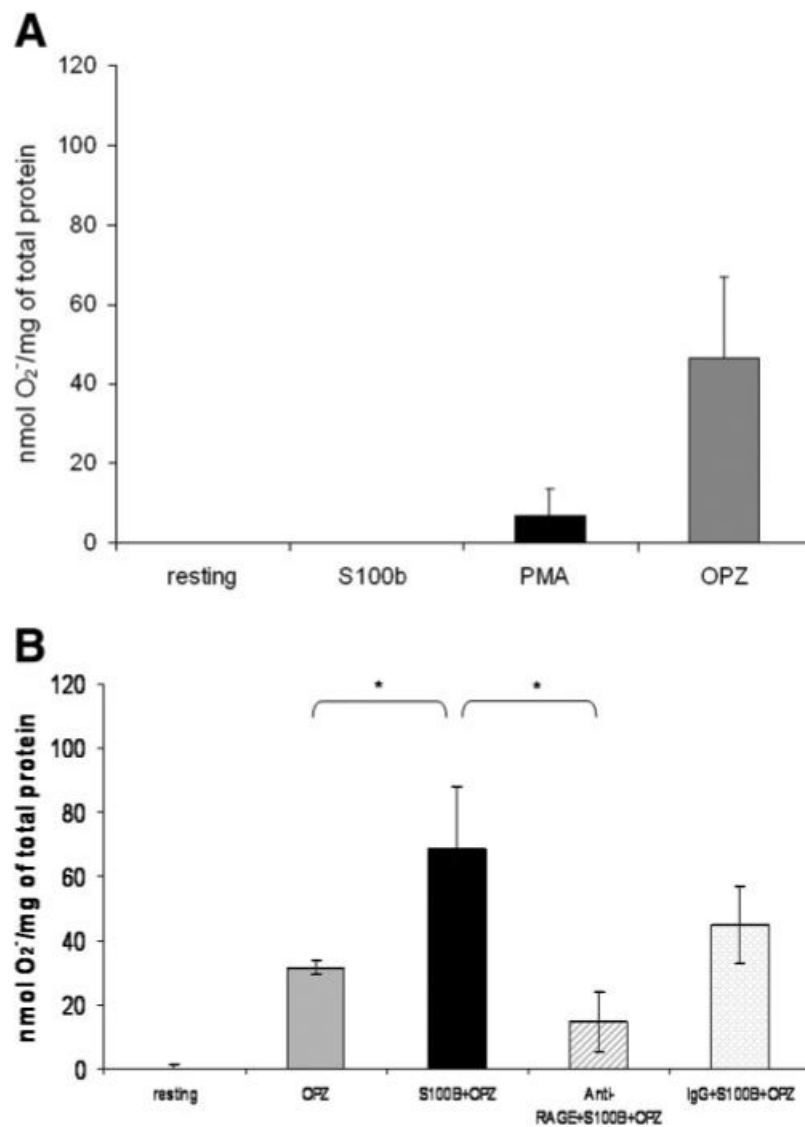 A
120
100
80
60
40
20
0
nmol O₂⁻/mg of total protein
resting S100b PMA OPZ
B
120
100
80
60
40
20
0
nmol O₂⁻/mg of total protein
* *
resting OPZ S100B+OPZ Anti- IgG+S100B+OPZ
RAGE+S100B+OPZ